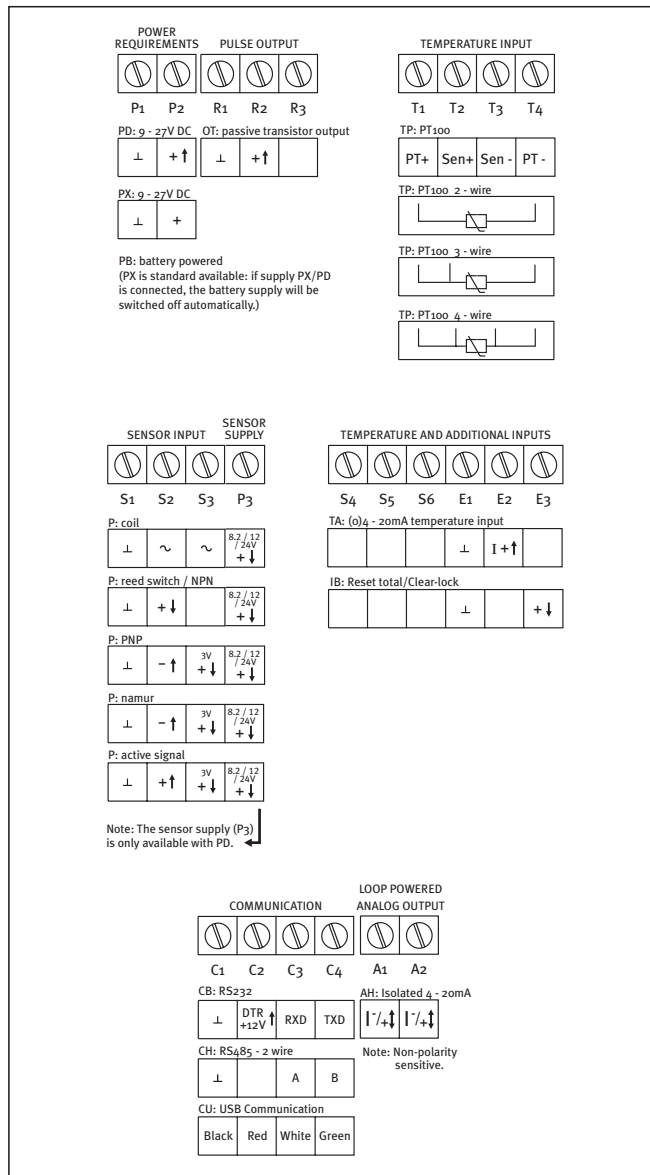 POWER
REQUIREMENTS
PULSE OUTPUT
P1 P2 R1 R2 R3
PD: 9 - 27V DC
OT: passive transistor output
⊥ +↑
⊥ +↑
PX: 9 - 27V DC
⊥ +
PB: battery powered
(PX is standard available: if supply PX/PD
is connected, the battery supply will be
switched off automatically.)
TEMPERATURE INPUT
T1 T2 T3 T4
TP: PT100
PT+ Sen+ Sen - PT -
TP: PT100 2 - wire
TP: PT100 3 - wire
TP: PT100 4 - wire
SENSOR INPUT
SENSOR
SUPPLY
S1 S2 S3 P3
P: coil
⊥ ~ ~ 8.2 / 12
/ 24V
+↓
P: reed switch / NPN
⊥ +↓ 8.2 / 12
/ 24V
+↓
P: PNP
⊥ -↑ 3V +↓ 8.2 / 12
/ 24V
+↓
P: namur
⊥ -↑ 3V +↓ 8.2 / 12
/ 24V
+↓
P: active signal
⊥ +↑ 3V +↓ 8.2 / 12
/ 24V
+↓
Note: The sensor supply (P3)
is only available with PD.
TEMPERATURE AND ADDITIONAL INPUTS
S4 S5 S6 E1 E2 E3
TA: (0)4 - 20mA temperature input
⊥ I +↑
IB: Reset total/Clear-lock
⊥ +↓
COMMUNICATION
C1 C2 C3 C4
CB: RS232
⊥ DTR
+12V ↑ RXD TXD
CH: RS485 - 2 wire
⊥ A B
CU: USB Communication
Black Red White Green
LOOP POWERED
ANALOG OUTPUT
A1 A2
AH: Isolated 4 - 20mA
I-/+↕ I-/+↕
Note: Non-polarity
sensitive.